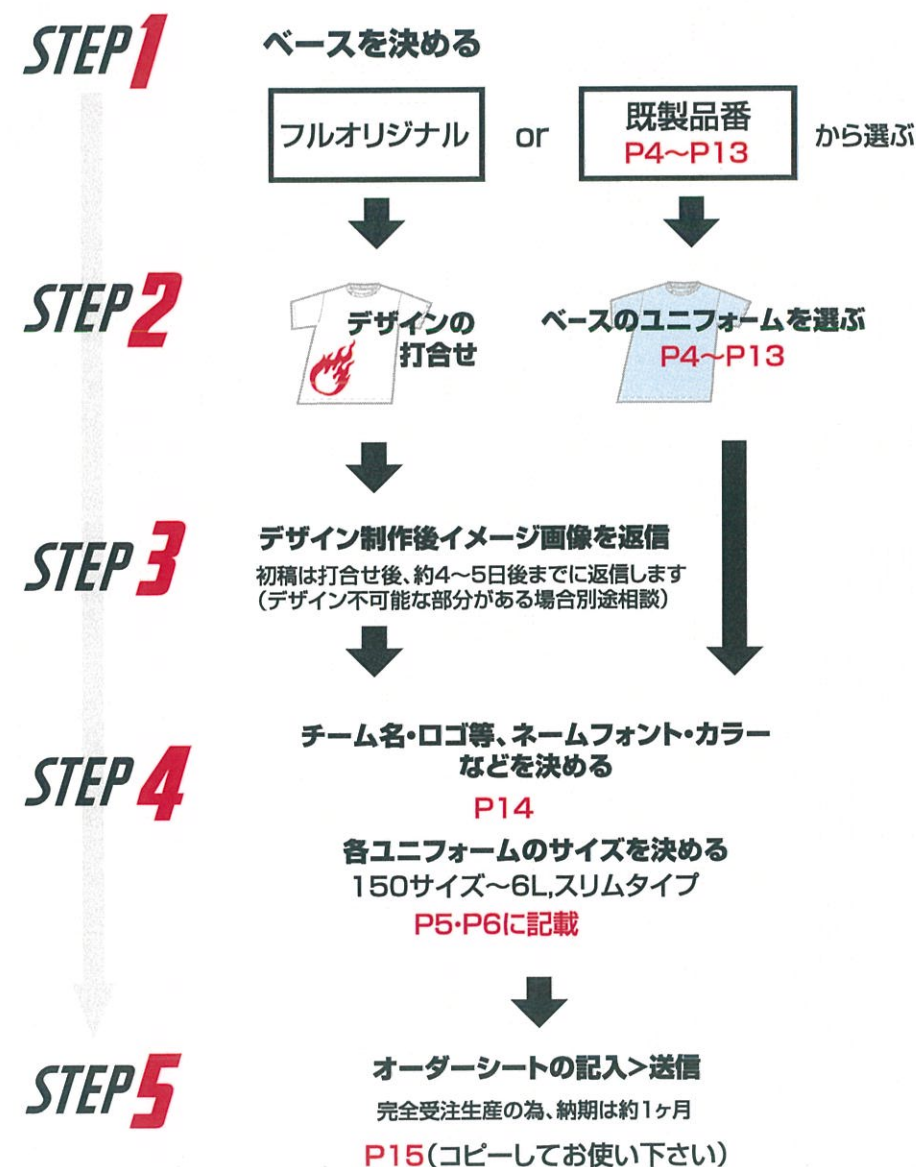 STEP1
ベースを決める
フルオリジナル
or
既製品番
P4～P13
から選ぶ
STEP2
デザインの
打合せ
ベースのユニフォームを選ぶ
P4～P13
STEP3
デザイン制作後イメージ画像を返信
初稿は打合せ後、約4～5日後までに返信します
(デザイン不可能な部分がある場合別途相談)
STEP4
チーム名・ロゴ等、ネームフォント・カラー
などを決める
P14
各ユニフォームのサイズを決める
150サイズ～6L,スリムタイプ
P5・P6に記載
STEP5
オーダーシートの記入>送信
完全受注生産の為、納期は約1ヶ月
P15(コピーしてお使い下さい)